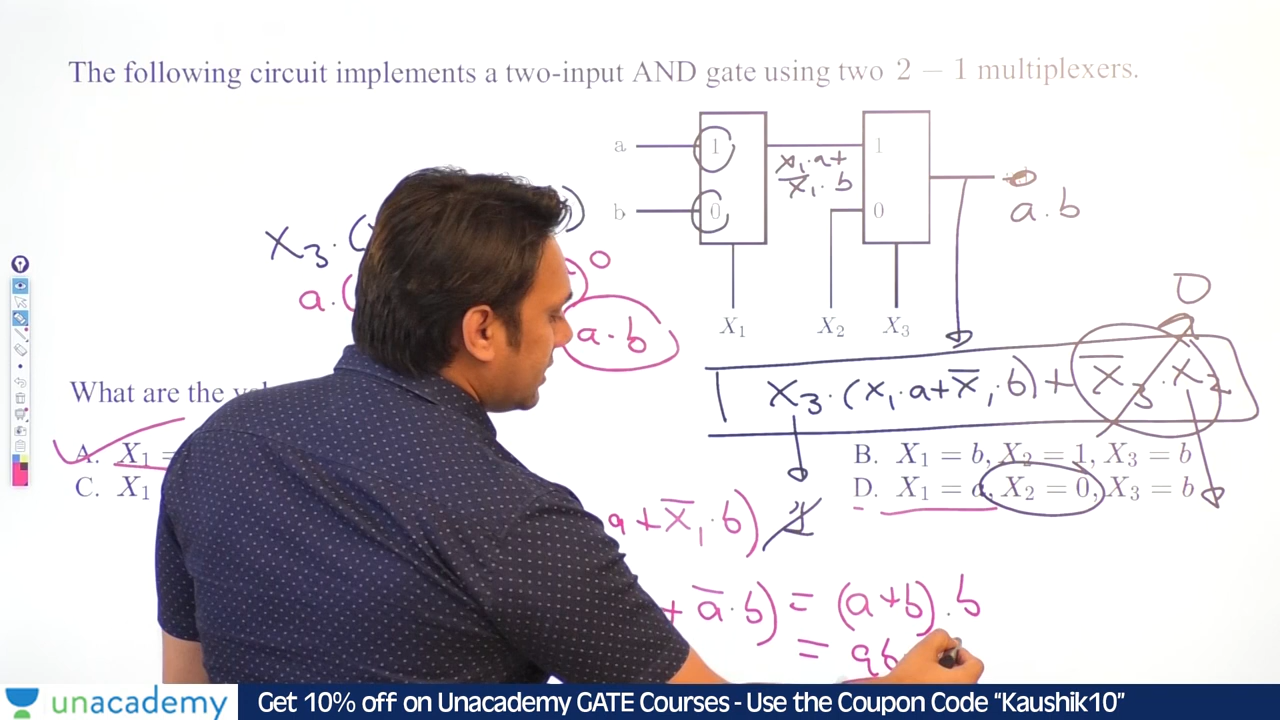 The following circuit implements a two-input AND gate using two 2 − 1 multiplexers.
a
1
1
x₁·a+
x̄₁·b
b
0
0
a.b
X₃·(
0
a.(
a.b
X₁
X₂
X₃
0
X₃·(X₁·a+X̄₁·b)+X̄₃·X₂
What are the
A. X₁ =
B. X₁ = b, X₂ = 1, X₃ = b
C. X₁
D. X₁ = a, X₂ = 0, X₃ = b
a+X̄₁·b)
+ ā·b) = (a+b).b
= ab
unacademy
Get 10% off on Unacademy GATE Courses - Use the Coupon Code “Kaushik10”